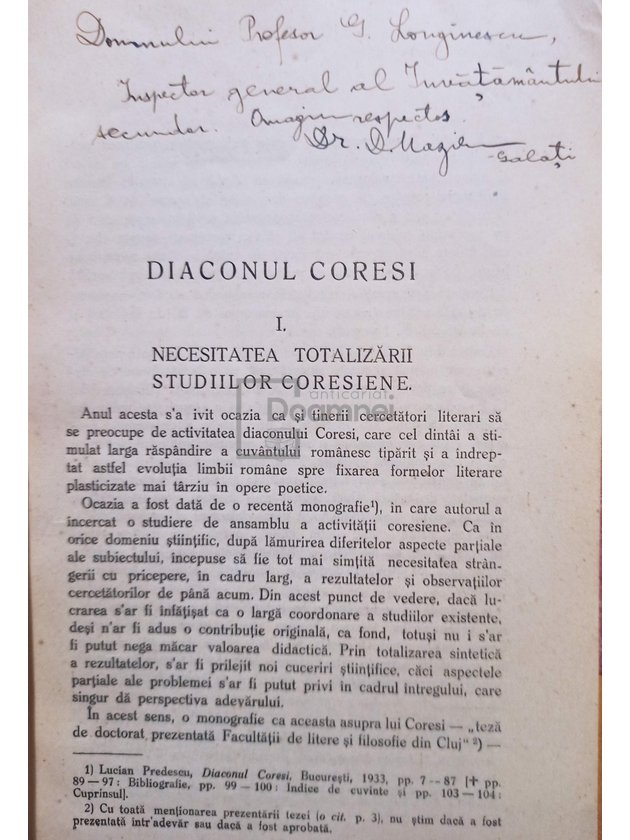 Domnului Profesor G. Longinescu,
Inspector general al Învățământului
secundar. Omagiu respectos.
Dr. D. Mazilu
- Galați
DIACONUL CORESI
I.
NECESITATEA TOTALIZĂRII
STUDIILOR CORESIENE.
anticariat
Doamnei
Anul acesta s'a ivit ocazia ca și tinerii cercetători literari să
se preocupe de activitatea diaconului Coresi, care cel dintâi a sti-
mulat larga răspândire a cuvântului românesc tipărit și a îndrep-
tat astfel evoluția limbii române spre fixarea formelor literare
plasticizate mai târziu în opere poetice.
Ocazia a fost dată de o recentă monografie¹), in care autorul a
incercat o studiere de ansamblu a activității coresiene. Ca în
orice domeniu științific, după lămurirea diferitelor aspecte parțiale
ale subiectului, începuse să fie tot mai simțită necesitatea strân-
gerii cu pricepere, in cadru larg, a rezultatelor și observațiilor
cercetătorilor de până acum. Din acest punct de vedere, dacă lu-
crarea s'ar fi înfățișat ca o largă coordonare a studiilor existente,
deși n'ar fi adus o contribuție originală, ca fond, totuși nu i s'ar
fi putut nega măcar valoarea didactică. Prin totalizarea sintetică
a rezultatelor, s'ar fi prilejit noi cuceriri științifice, căci aspectele
parțiale ale problemei s'ar fi putut privi în cadrul întregului, care
singur dă perspectiva adevărului.
În acest sens, o monografie ca aceasta asupra lui Coresi — „teză
de doctorat prezentată Facultății de litere și filosofie din Cluj" ²) —
1) Lucian Predescu, Diaconul Coresi, București, 1933, pp. 7—87 [+ pp.
89—97: Bibliografie, pp. 99—100: Indice de cuvinte și pp. 103—104:
Cuprinsul].
2) Cu toată menționarea prezentării tezei (o cit. p. 3), nu știm dacă a fost
prezentată intr'adevăr sau dacă a fost aprobată.